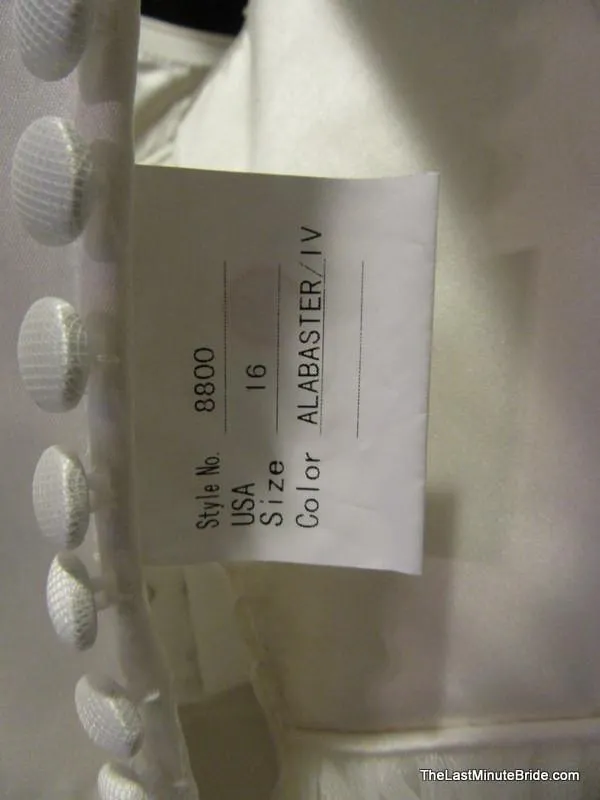 Style No. 8800
USA
Size 16
Color ALABASTER/IV
TheLastMinuteBride.com